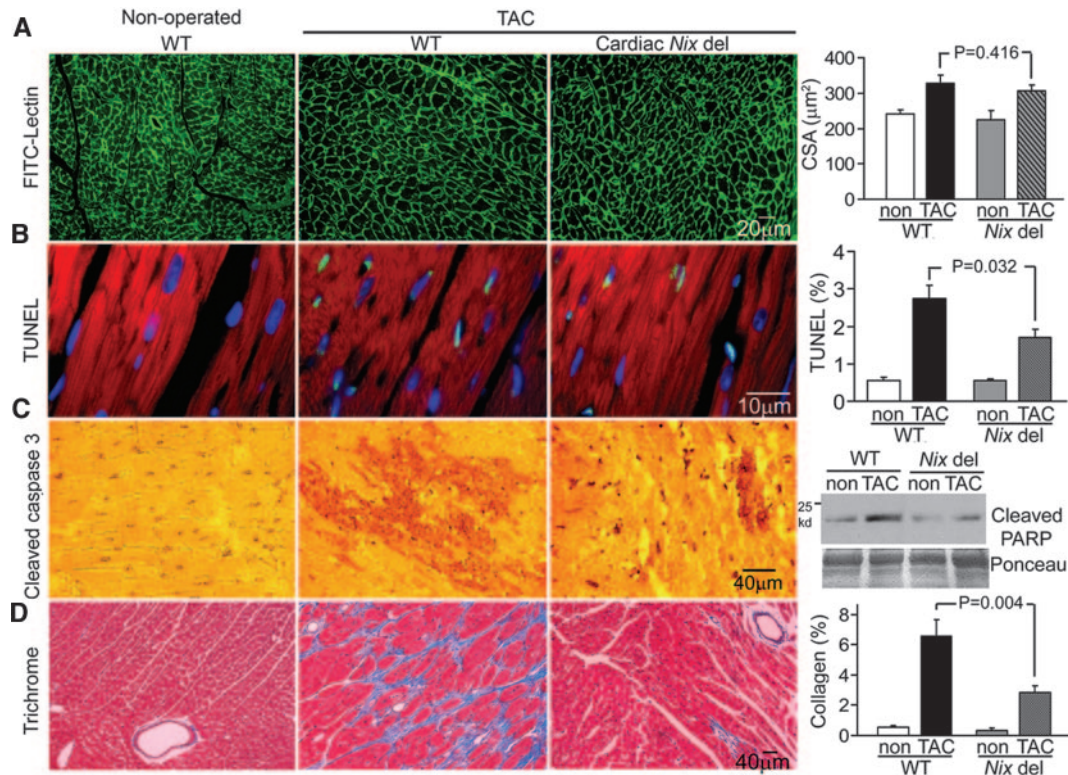 A
Non-operated
TAC
WT
WT
Cardiac Nix del
FITC-Lectin
20μm
CSA (μm²)
400
300
200
100
0
P=0.416
non TAC non TAC
WT. Nix del
B
TUNEL
10μm
TUNEL (%)
4
3
2
1
0
P=0.032
non TAC non TAC
WT. Nix del
C
Cleaved caspase 3
40μm
WT Nix del
non TAC non TAC
25
kd
Cleaved
PARP
Ponceau
D
Trichrome
40μm
Collagen (%)
8
6
4
2
0
P=0.004
non TAC non TAC
WT Nix del